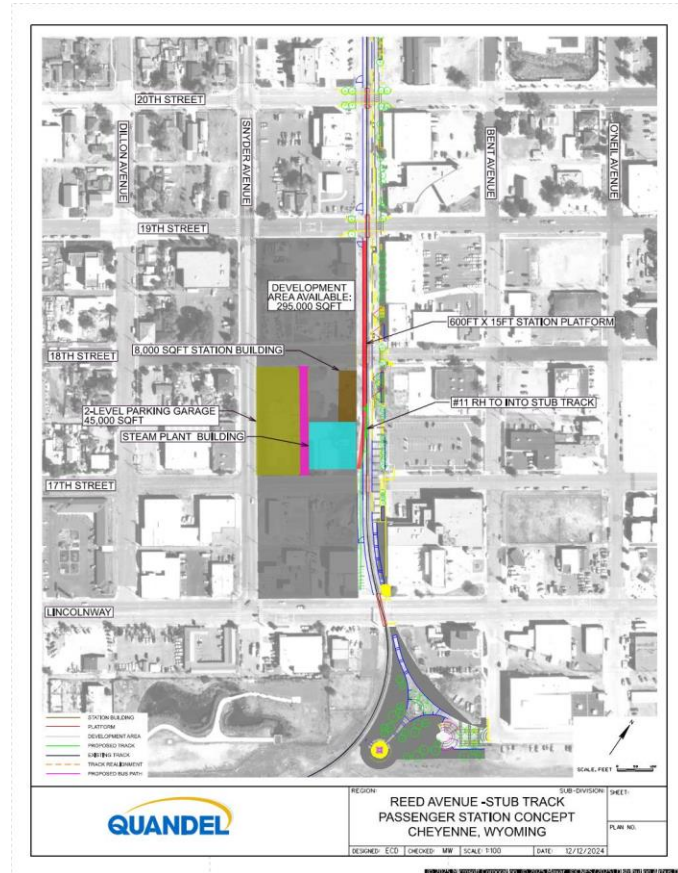 20TH STREET
DILLON AVENUE
SNYDER AVENUE
BENT AVENUE
O'NEIL AVENUE
19TH STREET
DEVELOPMENT
AREA AVAILABLE:
295,000 SQFT
600FT X 15FT STATION PLATFORM
8,000 SQFT STATION BUILDING
18TH STREET
2-LEVEL PARKING GARAGE
45,000 SQFT
#11 RH TO INTO STUB TRACK
STEAM PLANT BUILDING
17TH STREET
LINCOLNWAY
STATION BUILDING
PLATFORM
DEVELOPMENT AREA
PROPOSED TRACK
EXISTING TRACK
TRACK REALIGNMENT
PROPOSED BUS PATH
SCALE, FEET
QUANDEL
REGION:
SUB-DIVISION:
SHEET:
REED AVENUE -STUB TRACK
PASSENGER STATION CONCEPT
CHEYENNE, WYOMING
PLAN NO.
DESIGNED: ECD
CHECKED: MW
SCALE: 1:100
DATE: 12/12/2024